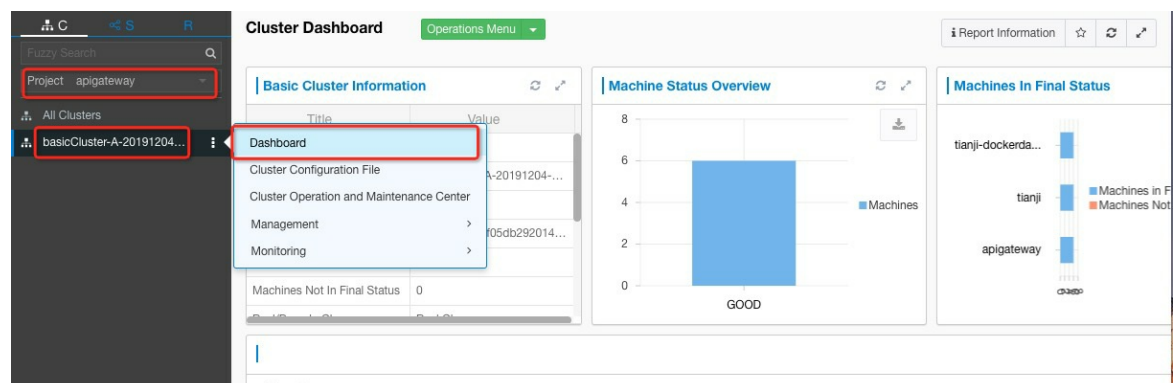 C S R
Fuzzy Search
Project apigateway
All Clusters
basicCluster-A-20191204...
Cluster Dashboard
Operations Menu
i Report Information
Basic Cluster Information
Title Value
A-20191204-...
f05db292014...
Machines Not In Final Status 0
Dashboard
Cluster Configuration File
Cluster Operation and Maintenance Center
Management
Monitoring
Machine Status Overview
8
6
4
2
0
GOOD
Machines
Machines In Final Status
tianji-dockerda...
tianji
apigateway
Machines in F
Machines Not